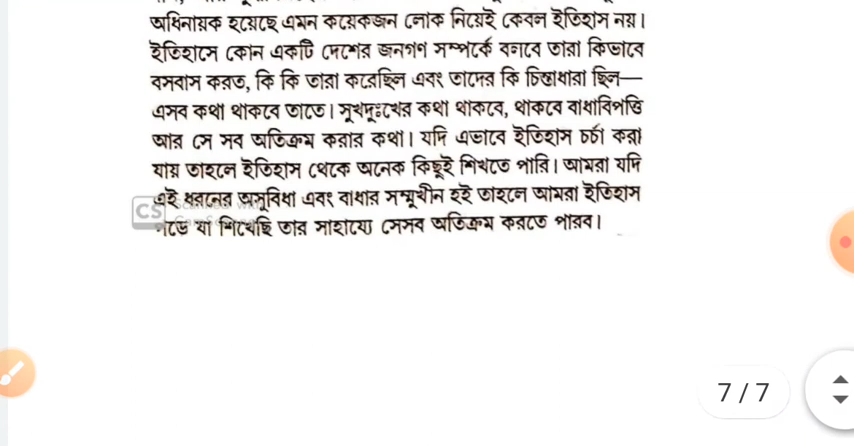 অধিনায়ক হয়েছে এমন কয়েকজন লোক নিয়েই কেবল ইতিহাস নয়।
ইতিহাসে কোন একটি দেশের জনগণ সম্পর্কে বলবে তারা কিভাবে
বসবাস করত, কি কি তারা করেছিল এবং তাদের কি চিন্তাধারা ছিল—
এসব কথা থাকবে তাতে। সুখদুঃখের কথা থাকবে, থাকবে বাধাবিপত্তি
আর সে সব অতিক্রম করার কথা। যদি এভাবে ইতিহাস চর্চা করা
যায় তাহলে ইতিহাস থেকে অনেক কিছুই শিখতে পারি। আমরা যদি
এই ধরনের অসুবিধা এবং বাধার সম্মুখীন হই তাহলে আমরা ইতিহাস
CS
পড়ে যা শিখেছি তার সাহায্যে সেসব অতিক্রম করতে পারব।
7 / 7